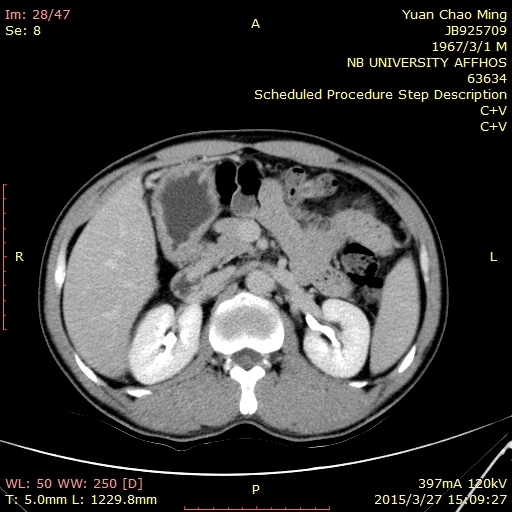 Im: 28/47
Se: 8
A
Yuan Chao Ming
JB925709
1967/3/1 M
NB UNIVERSITY AFFHOS
63634
Scheduled Procedure Step Description
C+V
C+V
R
L
WL: 50 WW: 250 [D]
T: 5.0mm L: 1229.8mm
P
397mA 120kV
2015/3/27 15:09:27